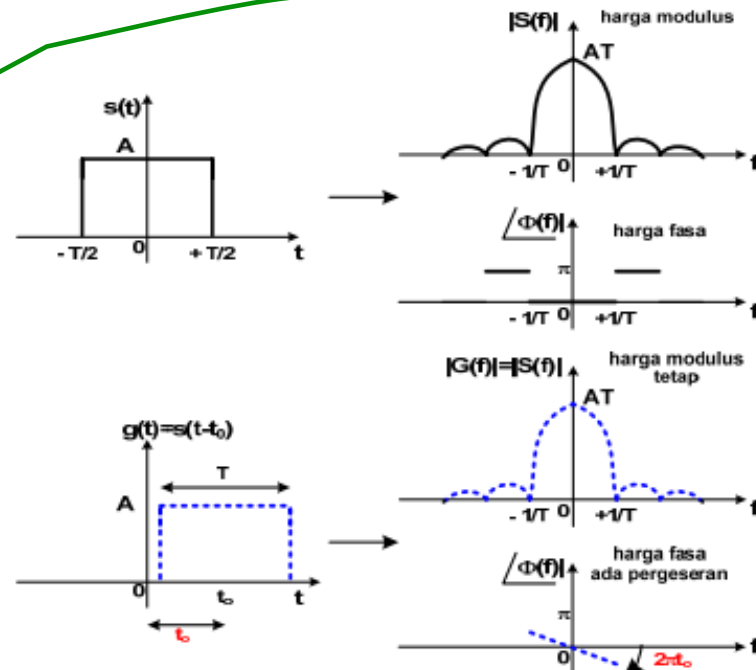 s(t)
A
- T/2
0
+ T/2
t
|S(f)|
harga modulus
AT
- 1/T
0
+1/T
f
Φ(f)|
harga fasa
π
- 1/T
0
+1/T
f
g(t)=s(t-t₀)
T
A
0
t₀
t
t₀
|G(f)|=|S(f)|
harga modulus
tetap
AT
- 1/T
0
+1/T
f
Φ(f)|
harga fasa
ada pergeseran
π
0
f
2πt₀